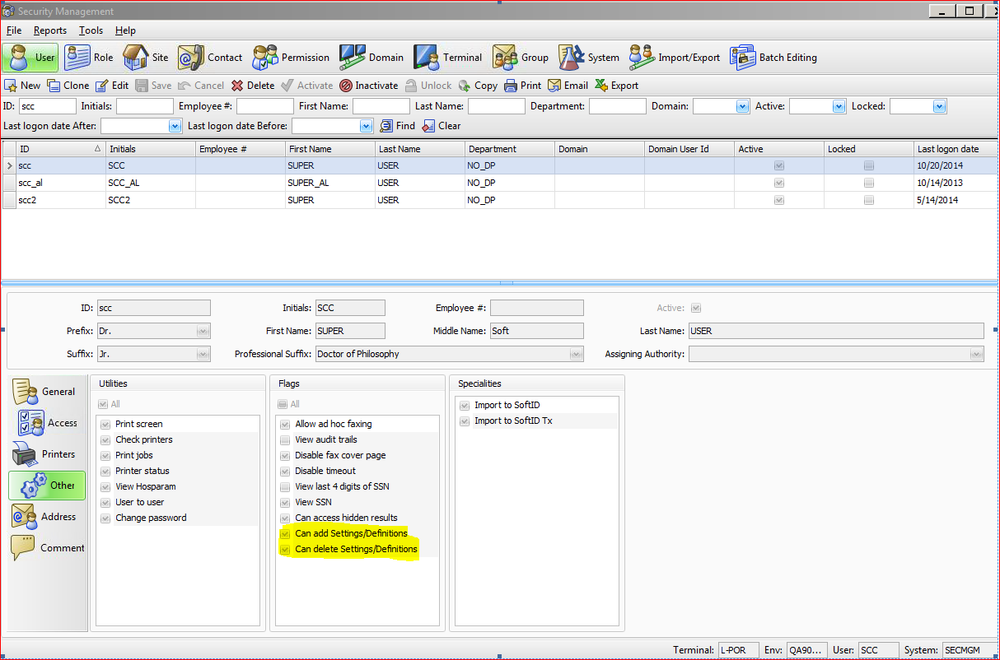 Security Management
File Reports Tools Help
User Role Site Contact Permission Domain Terminal Group System Import/Export Batch Editing
New Clone Edit Save Cancel Delete Activate Inactivate Unlock Copy Print Email Export
ID: scc Initials: Employee #: First Name: Last Name: Department: Domain: Active: Locked:
Last logon date After: Last logon date Before: Find Clear
ID Initials Employee # First Name Last Name Department Domain Domain User Id Active Locked Last logon date
scc SCC SUPER USER NO_DP 10/20/2014
scc_al SCC_AL SUPER_AL USER NO_DP 10/14/2013
scc2 SCC2 SUPER USER NO_DP 5/14/2014
ID: scc Initials: SCC Employee #: Active:
Prefix: Dr. First Name: SUPER Middle Name: Soft Last Name: USER
Suffix: Jr. Professional Suffix: Doctor of Philosophy Assigning Authority:
General
Access
Printers
Other
Address
Comment
Utilities
All
Print screen
Check printers
Print jobs
Printer status
View Hosparam
User to user
Change password
Flags
All
Allow ad hoc faxing
View audit trails
Disable fax cover page
Disable timeout
View last 4 digits of SSN
View SSN
Can access hidden results
Can add Settings/Definitions
Can delete Settings/Definitions
Specialities
Import to SoftID
Import to SoftID Tx
Terminal: L-POR Env: QA90... User: SCC System: SECMGM